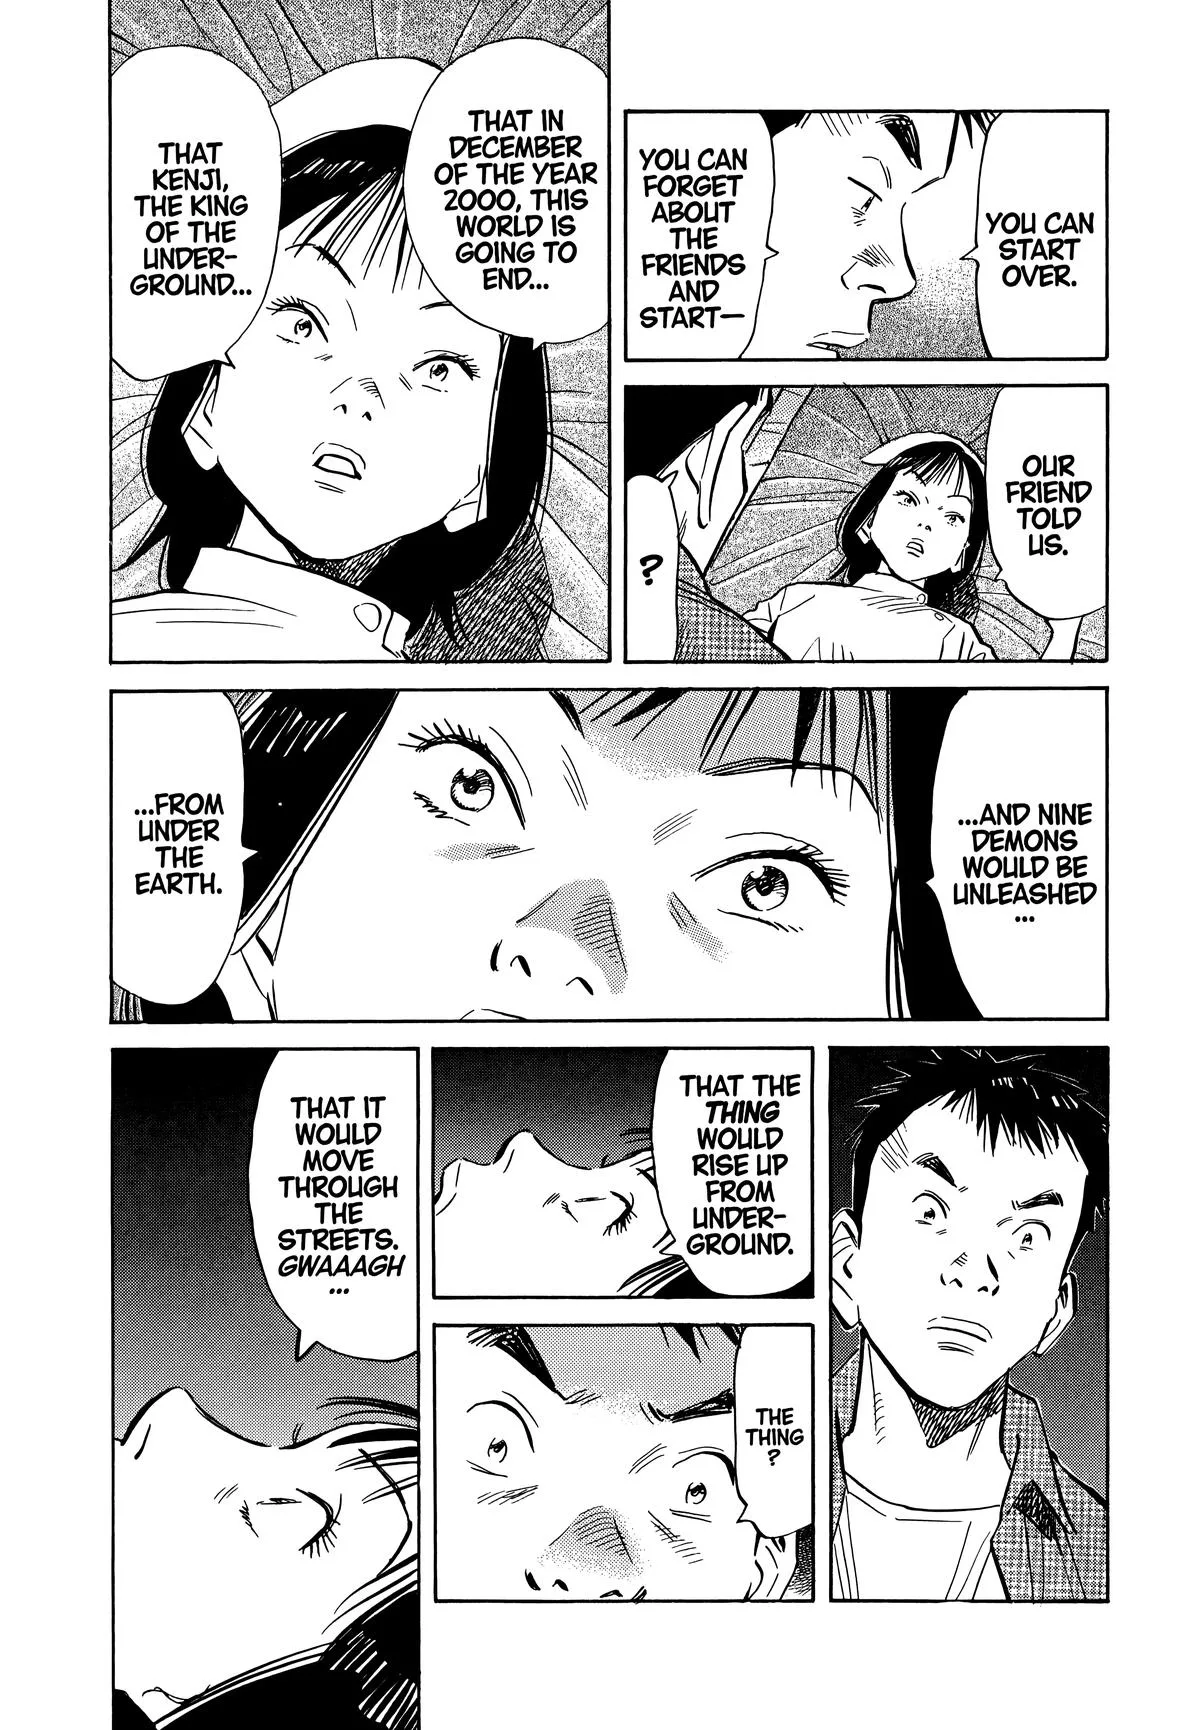 YOU CAN
START
OVER.
YOU CAN
FORGET
ABOUT
THE
FRIENDS
AND
START—
OUR
FRIEND
TOLD
US.
?
THAT IN
DECEMBER
OF THE YEAR
2000, THIS
WORLD IS
GOING TO
END...
THAT
KENJI,
THE KING
OF THE
UNDER-
GROUND...
...AND NINE
DEMONS
WOULD BE
UNLEASHED
...
...FROM
UNDER
THE
EARTH.
THAT THE
THING
WOULD
RISE UP
FROM
UNDER-
GROUND.
THE
THING
?
THAT IT
WOULD
MOVE
THROUGH
THE
STREETS.
GWAAAGH
...